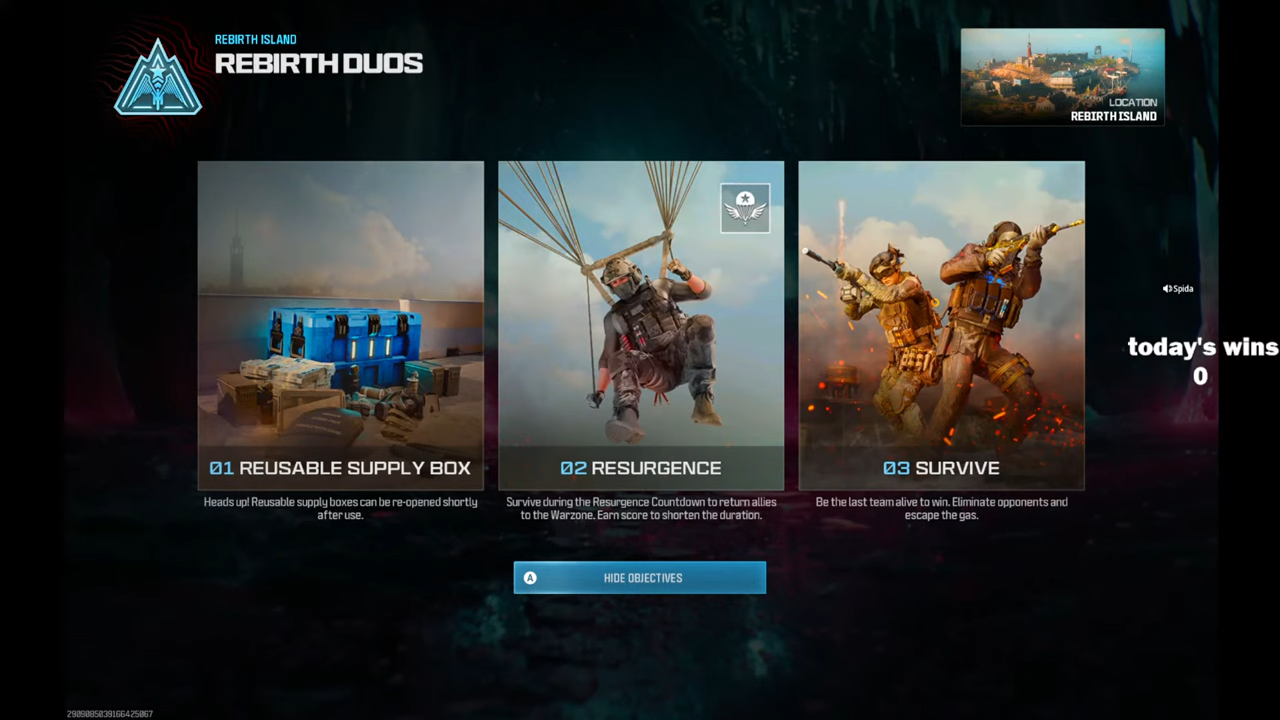 REBIRTH ISLAND
REBIRTH DUOS
LOCATION
REBIRTH ISLAND
Spida
today's wins
0
01 REUSABLE SUPPLY BOX
02 RESURGENCE
03 SURVIVE
Heads up! Reusable supply boxes can be re-opened shortly
after use.
Survive during the Resurgence Countdown to return allies
to the Warzone. Earn score to shorten the duration.
Be the last team alive to win. Eliminate opponents and
escape the gas.
A HIDE OBJECTIVES
2909085039166425067